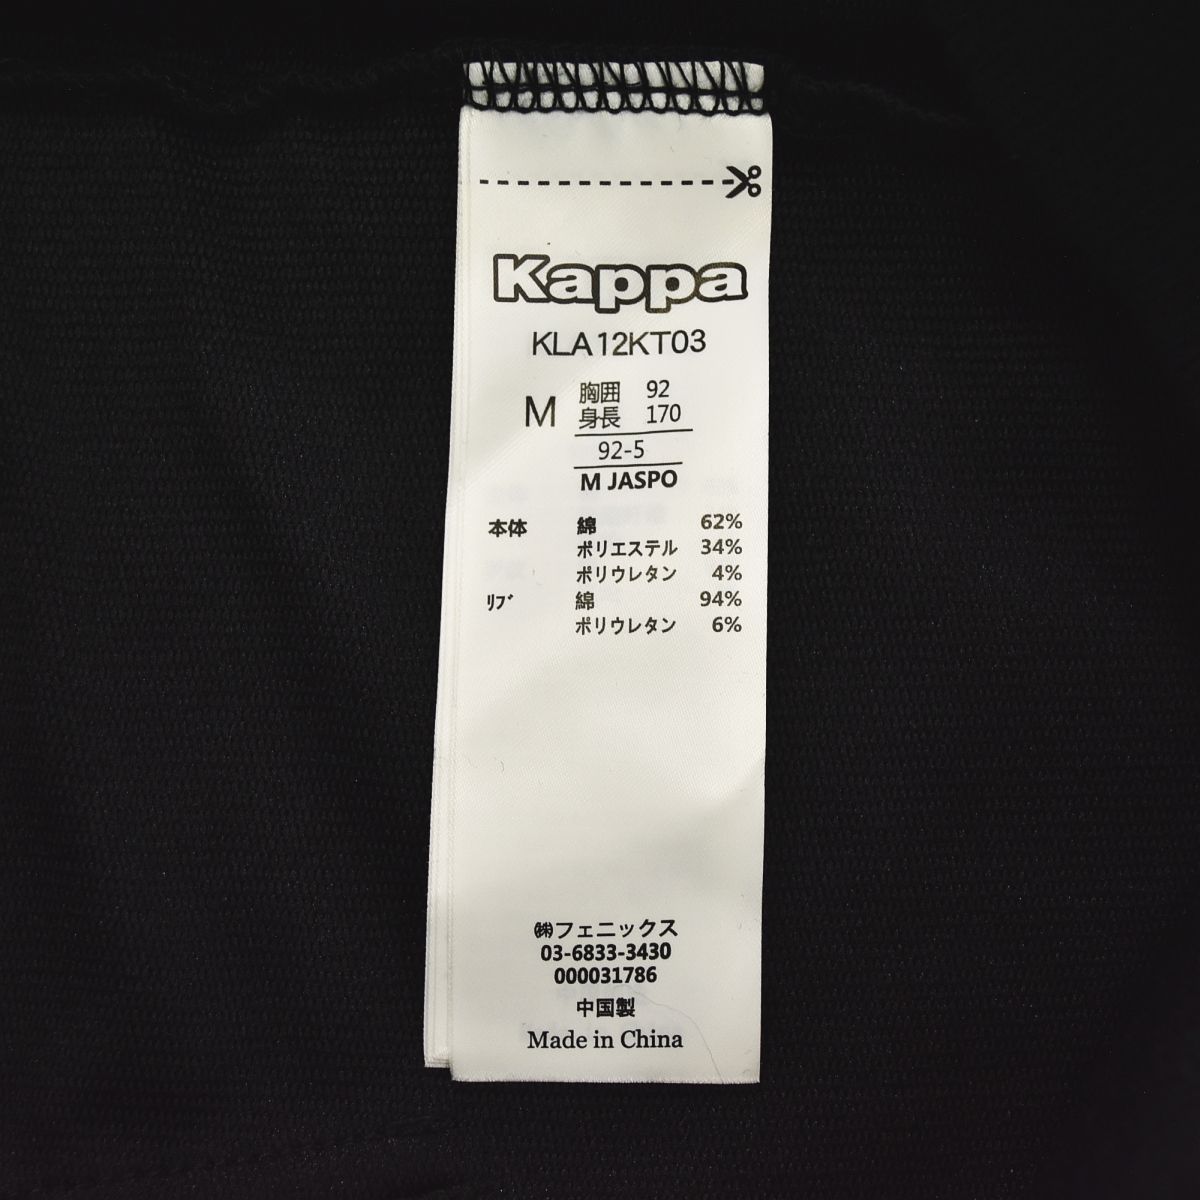 Kappa
KLA12KT03
M
胸囲 92
身長 170
92-5
M JASPO
本体 綿 62%
ポリエステル 34%
ポリウレタン 4%
ﾘﾌﾞ 綿 94%
ポリウレタン 6%
㈱フェニックス
03-6833-3430
000031786
中国製
Made in China